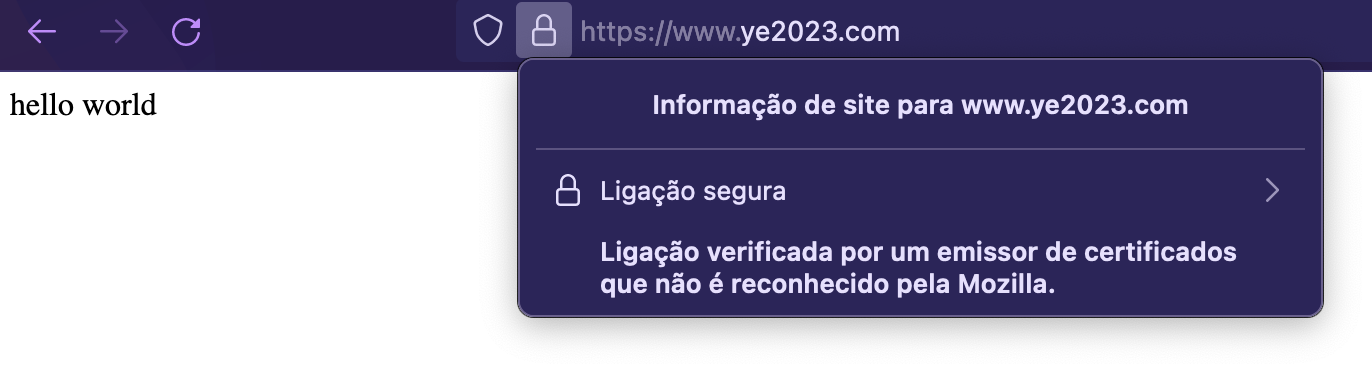 https://www.ye2023.com
hello world
Informação de site para www.ye2023.com
Ligação segura
Ligação verificada por um emissor de certificados
que não é reconhecido pela Mozilla.